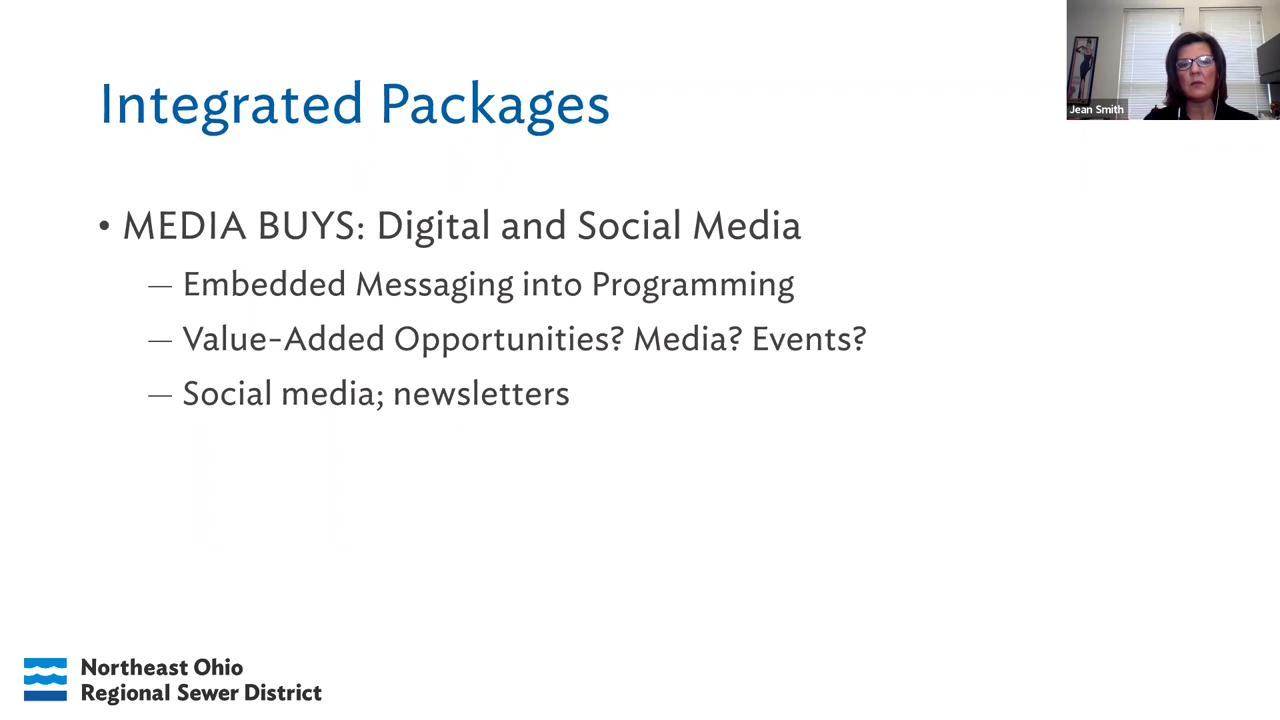 Integrated Packages
Jean Smith
• MEDIA BUYS: Digital and Social Media
— Embedded Messaging into Programming
— Value-Added Opportunities? Media? Events?
— Social media; newsletters
Northeast Ohio
Regional Sewer District